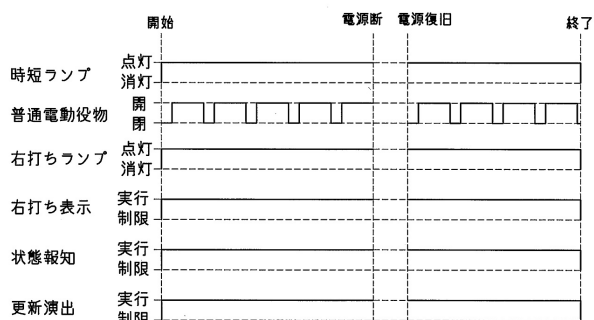 開始 電源断 電源復旧 終了
時短ランプ 点灯
消灯
普通電動役物 開
閉
右打ちランプ 点灯
消灯
右打ち表示 実行
制限
状態報知 実行
制限
更新演出 実行
制限